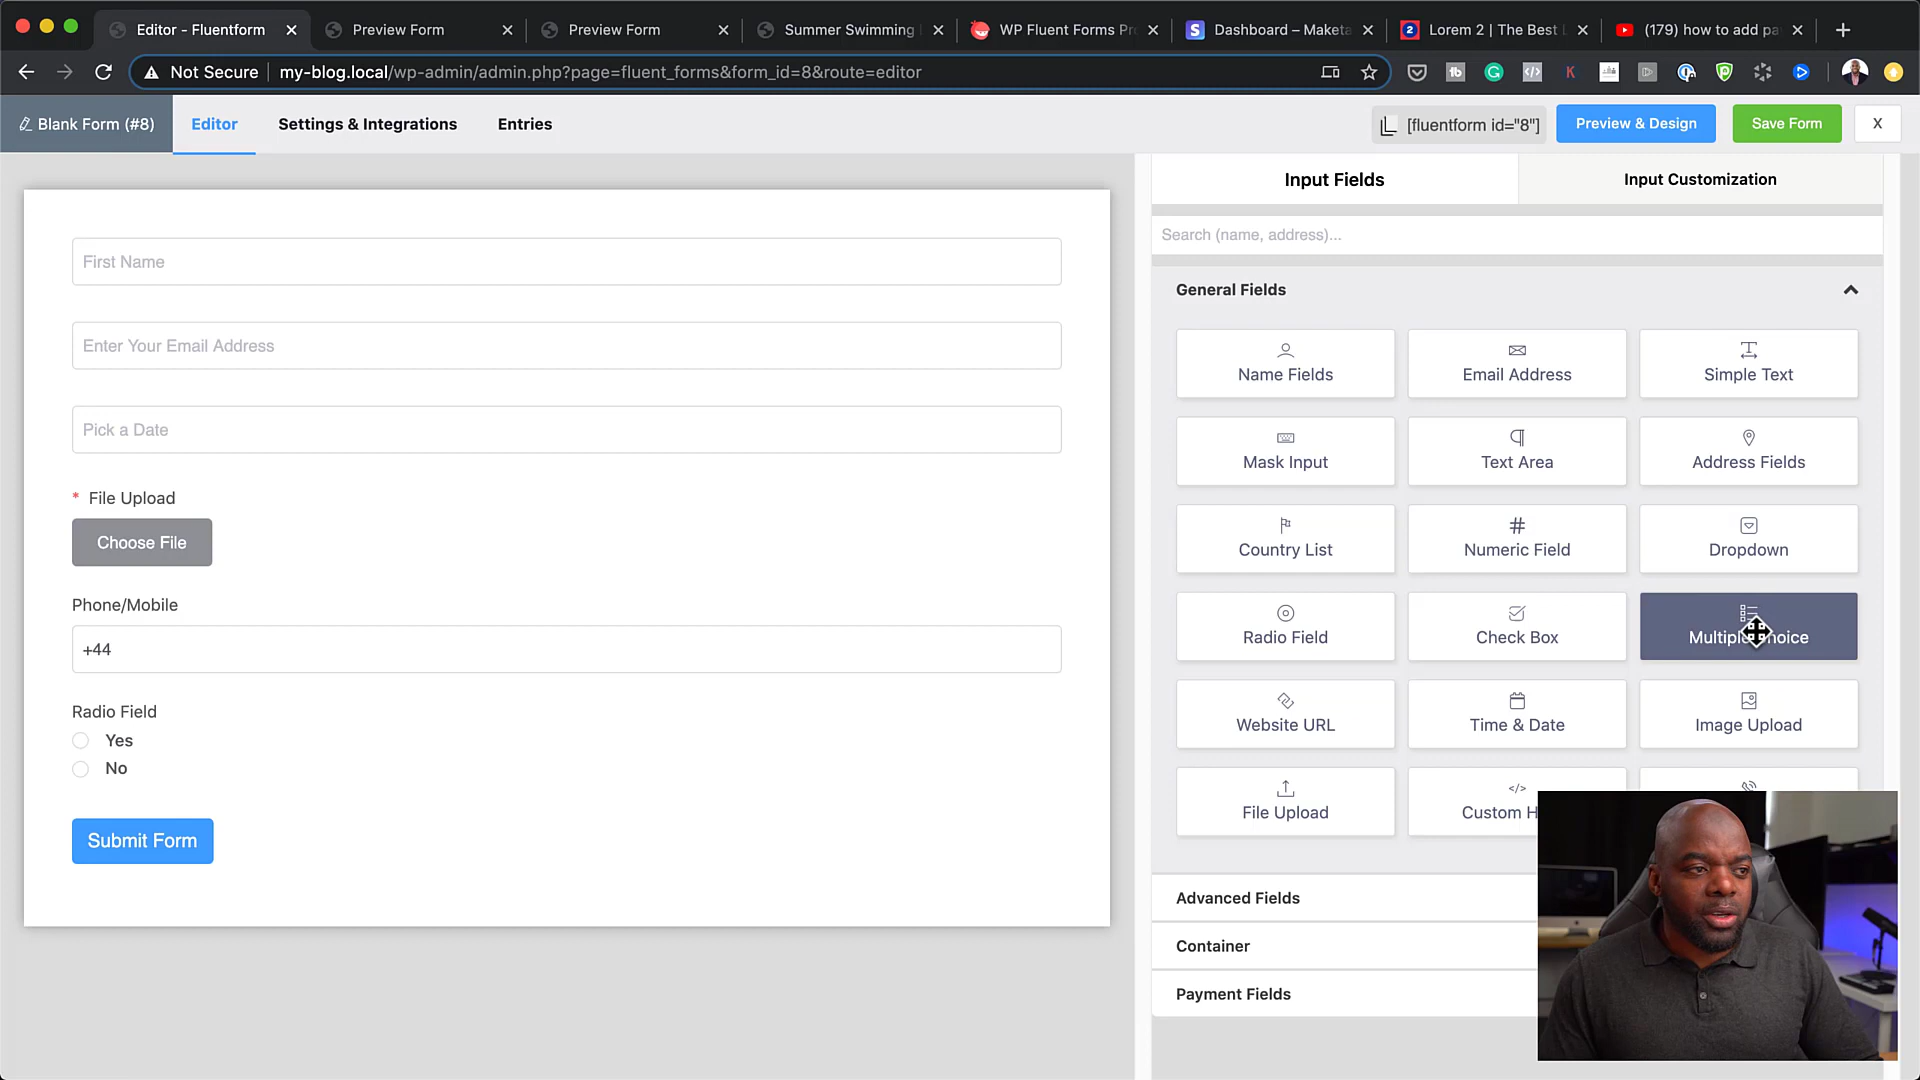 Editor - Fluentform
Preview Form
Preview Form
Summer Swimming
WP Fluent Forms Pr
Dashboard – Maketa
Lorem 2 | The Best
(179) how to add pa
Not Secure
my-blog.local/wp-admin/admin.php?page=fluent_forms&form_id=8&route=editor
Blank Form (#8)
Editor
Settings & Integrations
Entries
[fluentform id="8"]
Preview & Design
Save Form
X
First Name
Enter Your Email Address
Pick a Date
* File Upload
Choose File
Phone/Mobile
+44
Radio Field
Yes
No
Submit Form
Input Fields
Input Customization
Search (name, address)...
General Fields
Name Fields
Email Address
Simple Text
Mask Input
Text Area
Address Fields
Country List
Numeric Field
Dropdown
Radio Field
Check Box
Multiple Choice
Website URL
Time & Date
Image Upload
File Upload
Custom H
Advanced Fields
Container
Payment Fields